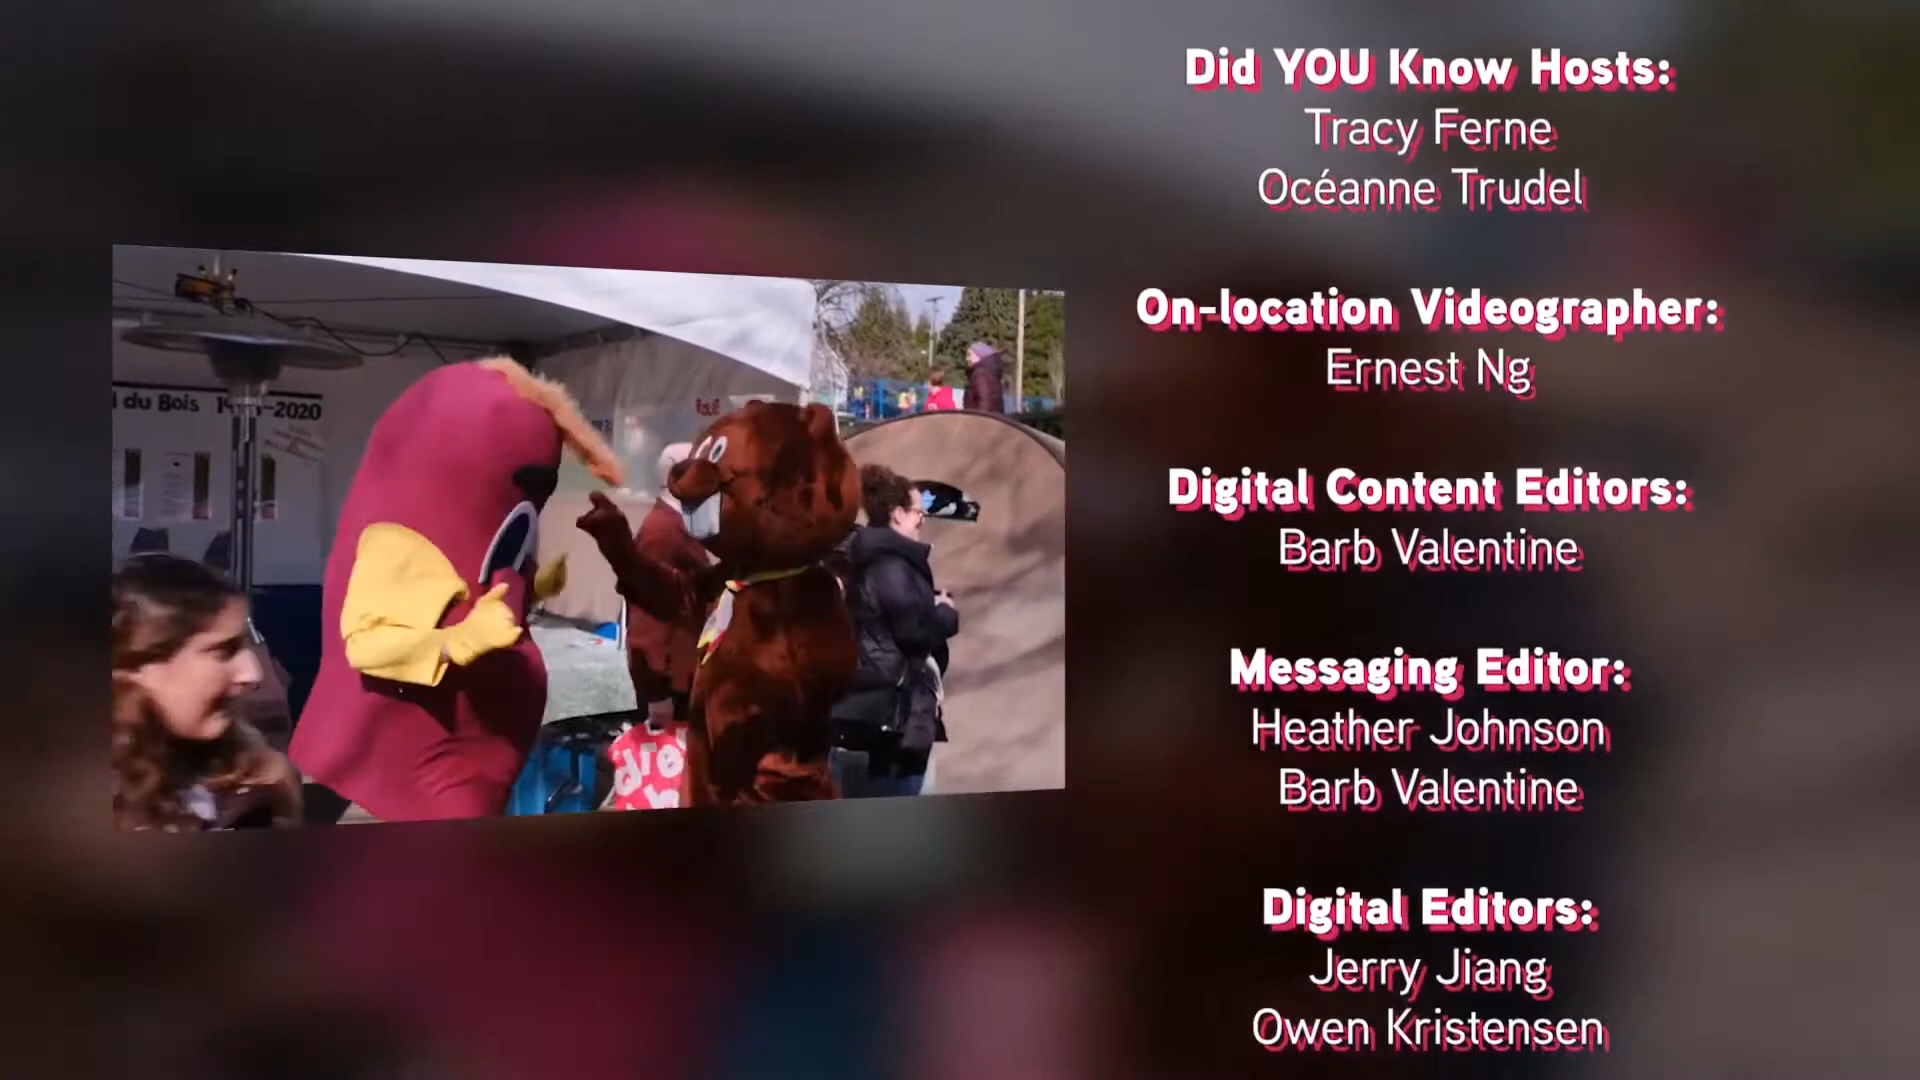 Did YOU Know Hosts:
Tracy Ferne
Océanne Trudel
On-location Videographer:
Ernest Ng
Digital Content Editors:
Barb Valentine
Messaging Editor:
Heather Johnson
Barb Valentine
Digital Editors:
Jerry Jiang
Owen Kristensen
du Bois
-2020